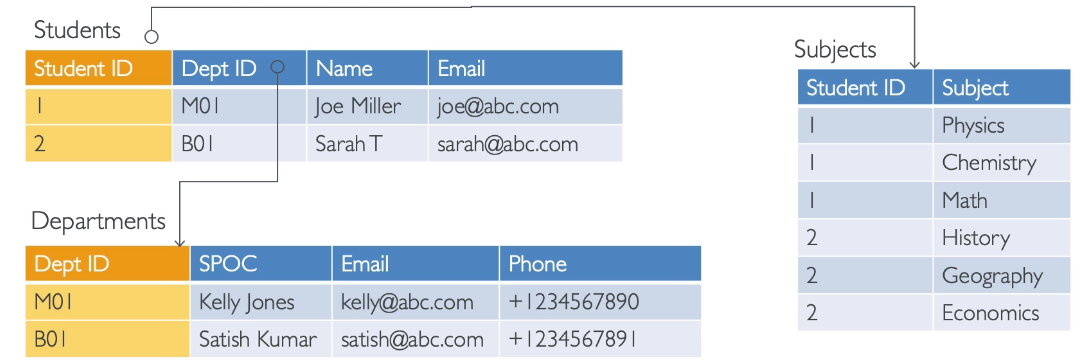 Students
Student ID Dept ID Name Email
1 M01 Joe Miller joe@abc.com
2 B01 Sarah T sarah@abc.com
Departments
Dept ID SPOC Email Phone
M01 Kelly Jones kelly@abc.com +1234567890
B01 Satish Kumar satish@abc.com +1234567891
Subjects
Student ID Subject
1 Physics
1 Chemistry
1 Math
2 History
2 Geography
2 Economics